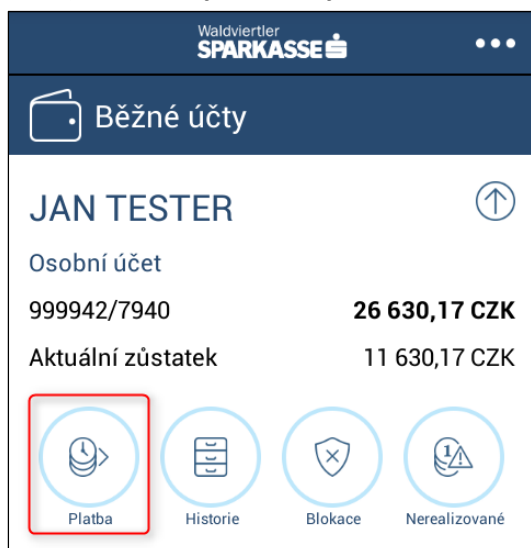 Waldviertler
SPARKASSE
Běžné účty
JAN TESTER
Osobní účet
999942/7940 26 630,17 CZK
Aktuální zůstatek 11 630,17 CZK
1
Platba Historie Blokace Nerealizované